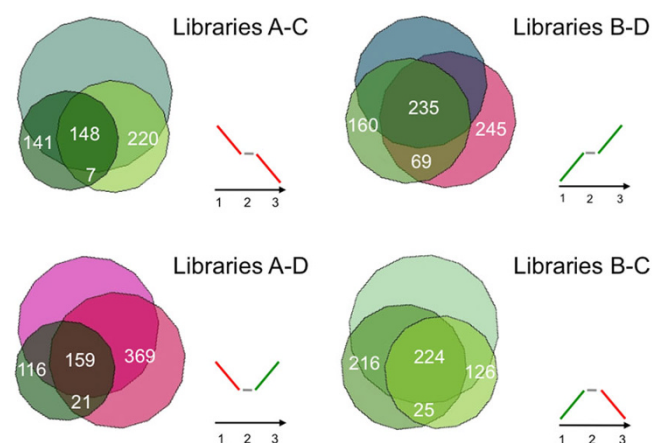 Libraries A-C
141 148 220
7
1 2 3
Libraries B-D
160 235 245
69
1 2 3
Libraries A-D
116 159 369
21
1 2 3
Libraries B-C
216 224 126
25
1 2 3